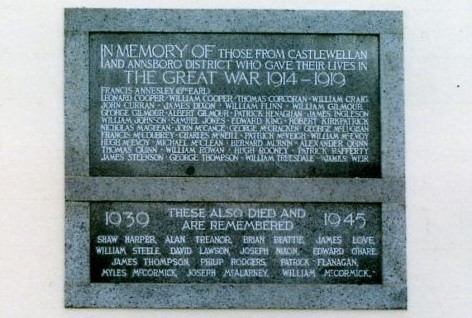 IN MEMORY OF THOSE FROM CASTLEWELLAN
AND ANNSBORO DISTRICT WHO GAVE THEIR LIVES IN
THE GREAT WAR 1914-1919
FRANCIS ANNESLEY (6TH EARL)
LEONARD COOPER · WILLIAM COOPER · THOMAS CORCORAN · WILLIAM CRAIG
JOHN CURRAN · JAMES DIXON · WILLIAM FLINN · WILLIAM GILMOUR
GEORGE GILMOUR · ALBERT GILMOUR · PATRICK HENAGHAN · JAMES INGLESON
WILLIAM JOHNSON · SAMUEL JONES · EDWARD KING · ROBERT KIRKPATRICK
NICHOLAS MAGLEAN · JOHN McCANCE · GEORGE McCRACKEN · GEORGE
FRANCIS McCOUBREY · CHARLES McNEILL · PATRICK McVEIGH · WILLIAM McEVOY
HUGH McEVOY · MICHAEL McCLEAN · BERNARD · ALEXANDER QUINN
THOMAS QUINN · WILLIAM ROWAN · HUGH ROONEY · PATRICK RAFFERTY
JAMES STEENSON · GEORGE THOMPSON · WILLIAM TRUESDALE · JAMES WEIR
1939 THESE ALSO DIED AND 1945
ARE REMEMBERED
SHAW HARPER, ALAN TREANOR, BRIAN BEATTIE, JAMES LOVE,
WILLIAM STEELE, DAVID LAWSON, JOSEPH NIXON, EDWARD O'HARE,
JAMES THOMPSON, PHILIP RODGERS, PATRICK FLANAGAN,
MYLES McCORMICK, JOSEPH McALARNEY, WILLIAM McCORMICK.